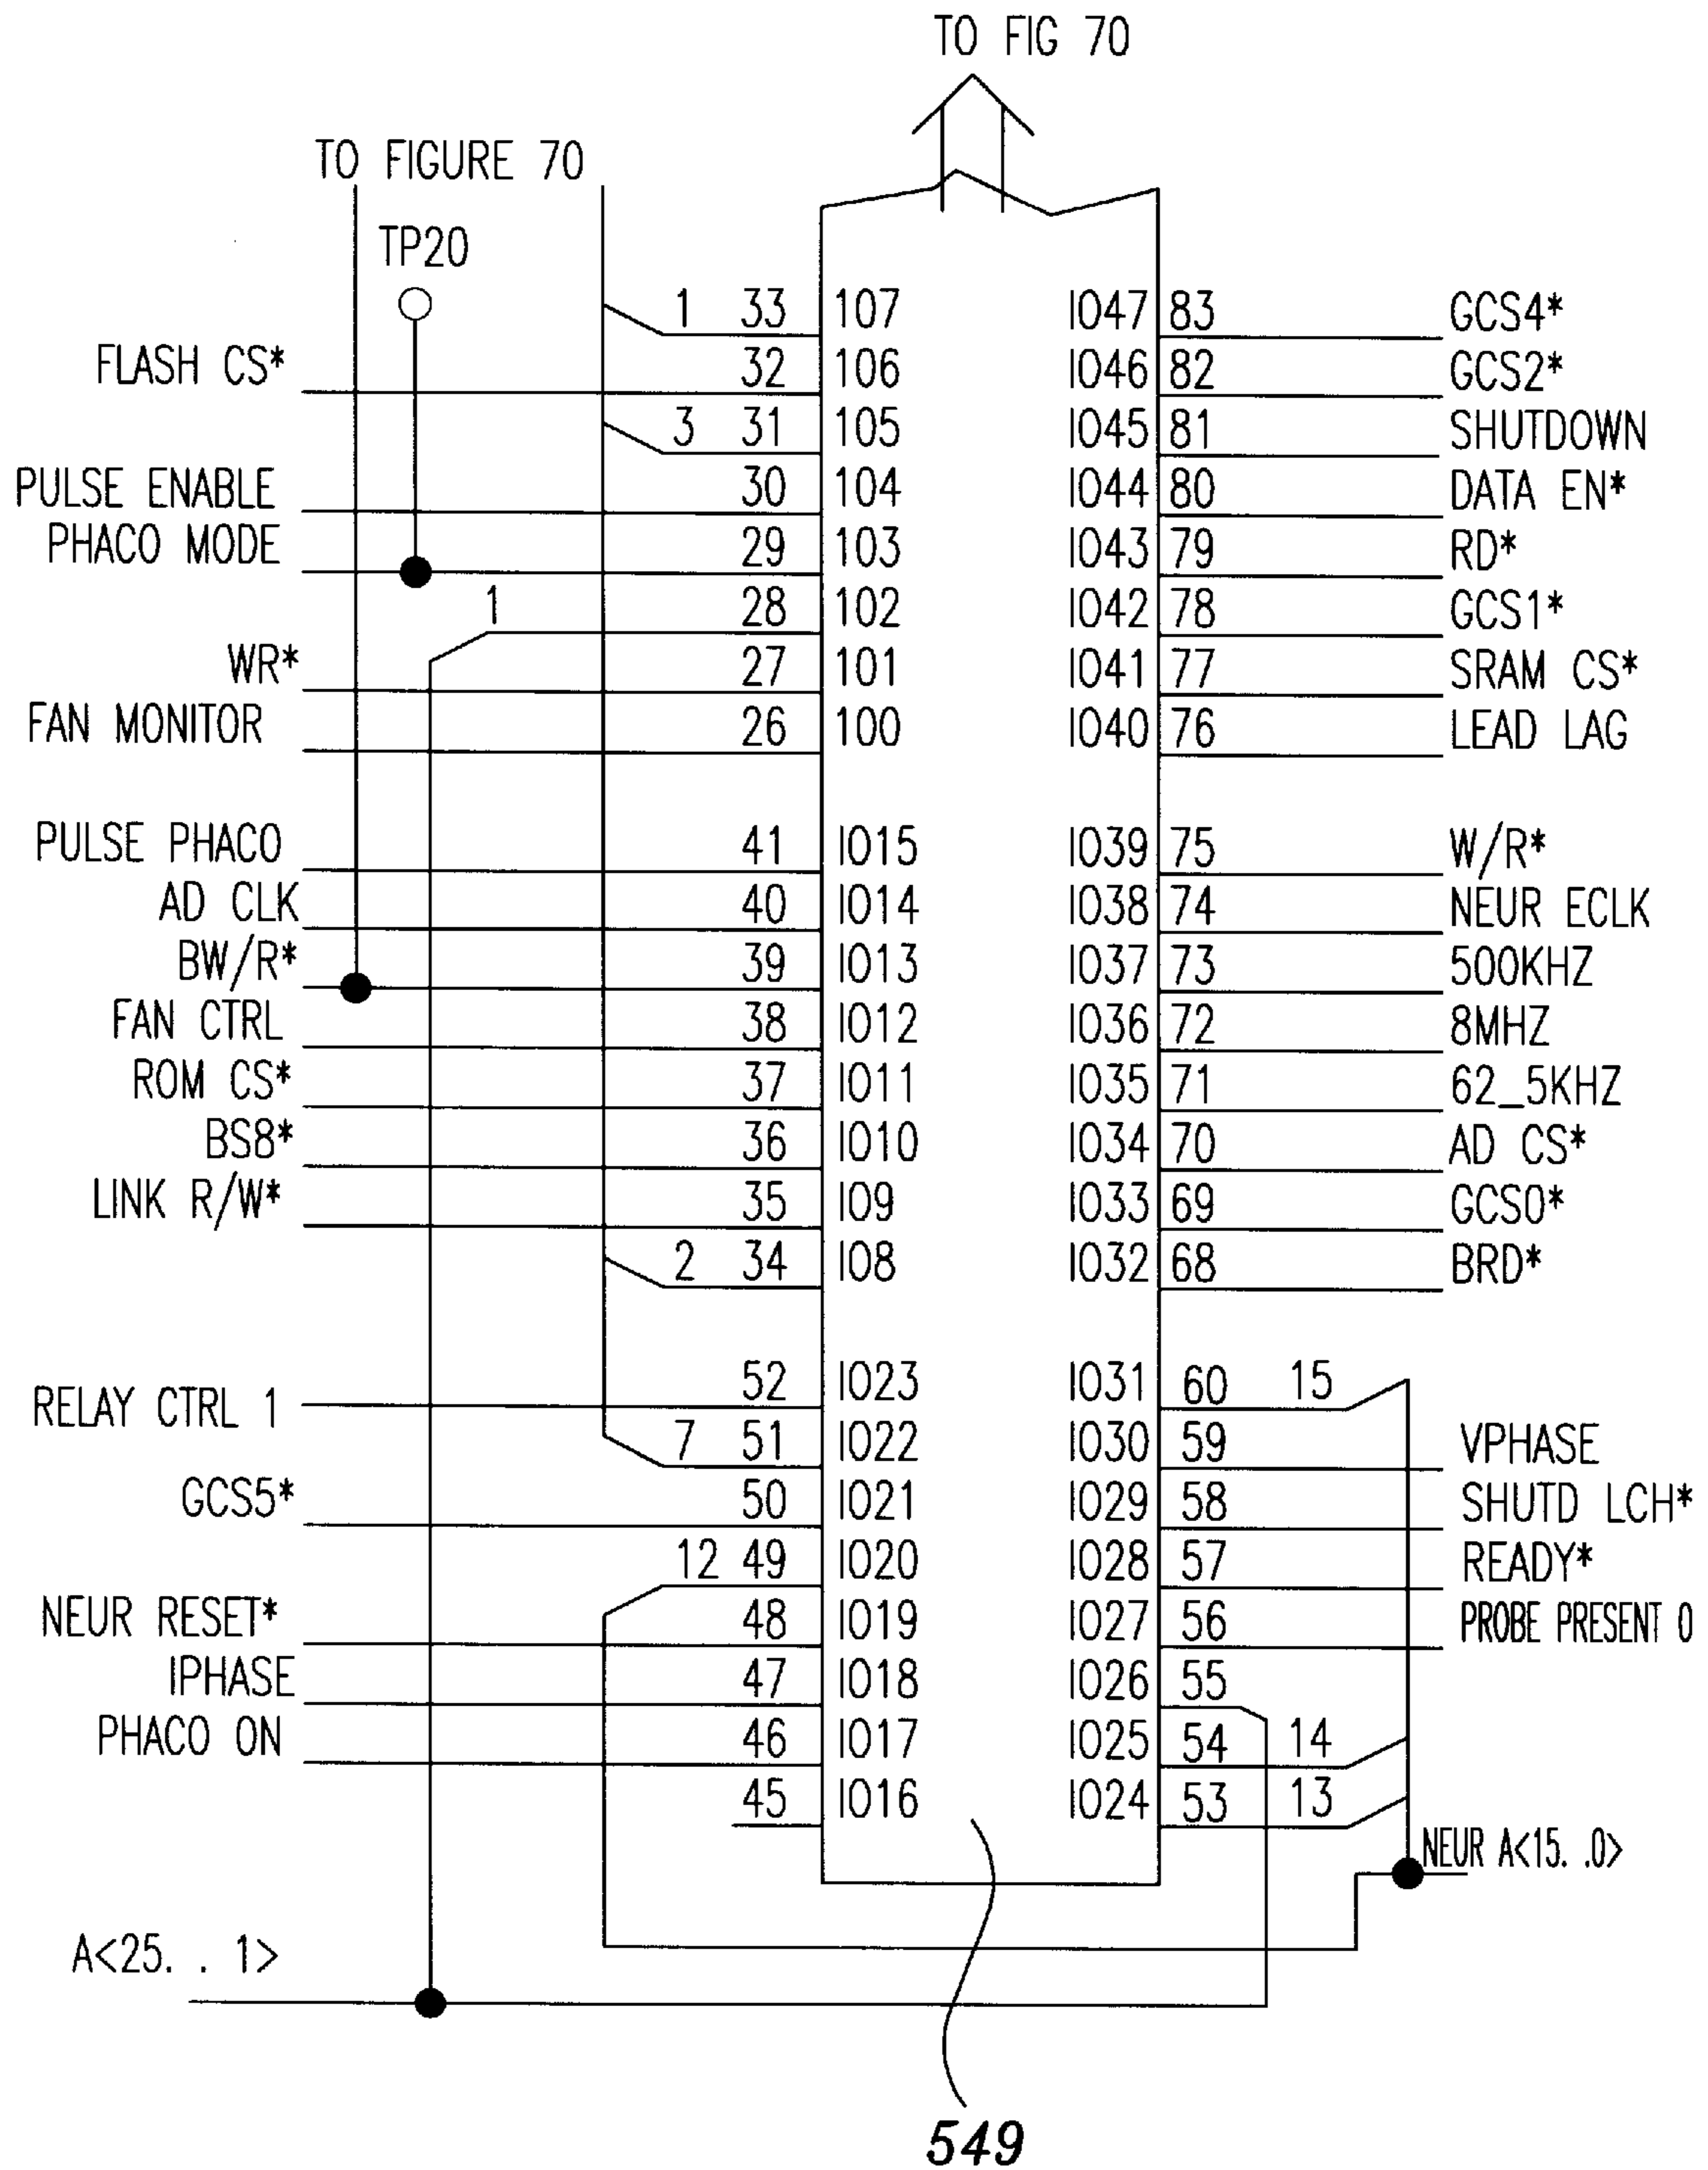 TO FIG 70
TO FIGURE 70
TP20
1 33 107 IO47 83 GCS4*
FLASH CS* 32 106 IO46 82 GCS2*
3 31 105 IO45 81 SHUTDOWN
PULSE ENABLE 30 104 IO44 80 DATA EN*
PHACO MODE 29 103 IO43 79 RD*
1 28 102 IO42 78 GCS1*
WR* 27 101 IO41 77 SRAM CS*
FAN MONITOR 26 100 IO40 76 LEAD LAG
PULSE PHACO 41 IO15 IO39 75 W/R*
AD CLK 40 IO14 IO38 74 NEUR ECLK
BW/R* 39 IO13 IO37 73 500KHZ
FAN CTRL 38 IO12 IO36 72 8MHZ
ROM CS* 37 IO11 IO35 71 62_5KHZ
BS8* 36 IO10 IO34 70 AD CS*
LINK R/W* 35 IO9 IO33 69 GCS0*
2 34 IO8 IO32 68 BRD*
RELAY CTRL 1 52 IO23 IO31 60 15
7 51 IO22 IO30 59 VPHASE
GCS5* 50 IO21 IO29 58 SHUTD LCH*
12 49 IO20 IO28 57 READY*
NEUR RESET* 48 IO19 IO27 56 PROBE PRESENT 0
IPHASE 47 IO18 IO26 55
PHACO ON 46 IO17 IO25 54 14
45 IO16 IO24 53 13
NEUR A<15. .0>
A<25. . 1>
549